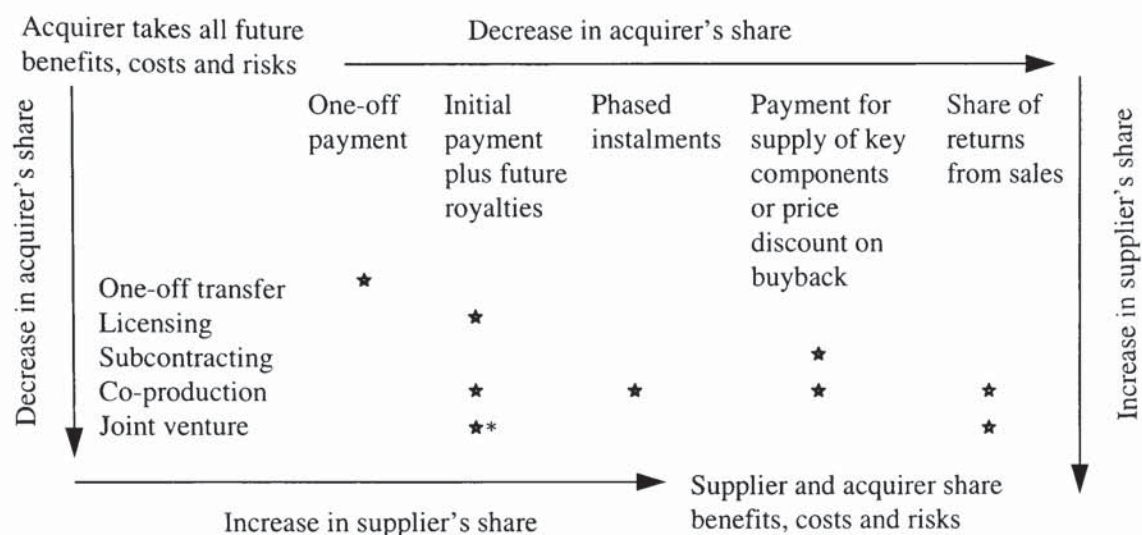 Acquirer takes all future
benefits, costs and risks
Decrease in acquirer's share
One-off
payment
Initial
payment
plus future
royalties
Phased
instalments
Payment for
supply of key
components
or price
discount on
buyback
Share of
returns
from sales
Decrease in acquirer's share
Increase in supplier's share
One-off transfer ★
Licensing ★
Subcontracting ★
Co-production ★ ★ ★ ★
Joint venture ★* ★
Increase in supplier's share
Supplier and acquirer share
benefits, costs and risks